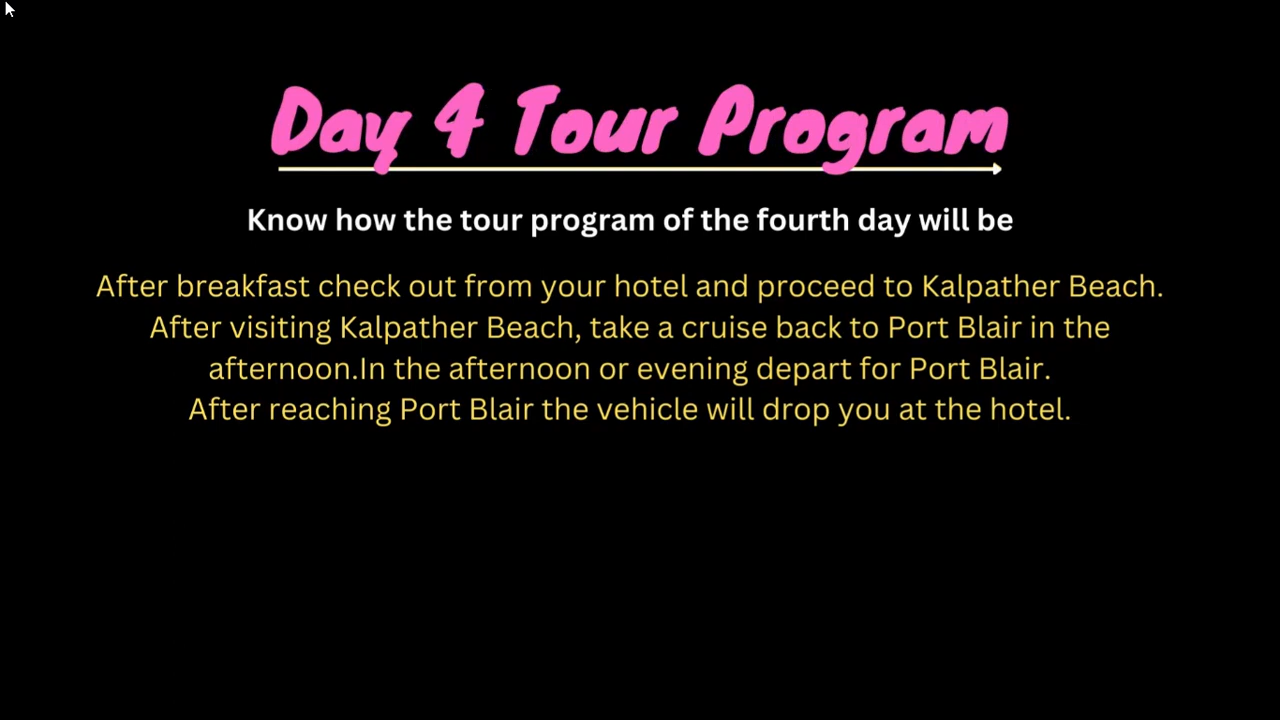 Day 4 Tour Program
Know how the tour program of the fourth day will be
After breakfast check out from your hotel and proceed to Kalpather Beach.
After visiting Kalpather Beach, take a cruise back to Port Blair in the
afternoon.In the afternoon or evening depart for Port Blair.
After reaching Port Blair the vehicle will drop you at the hotel.